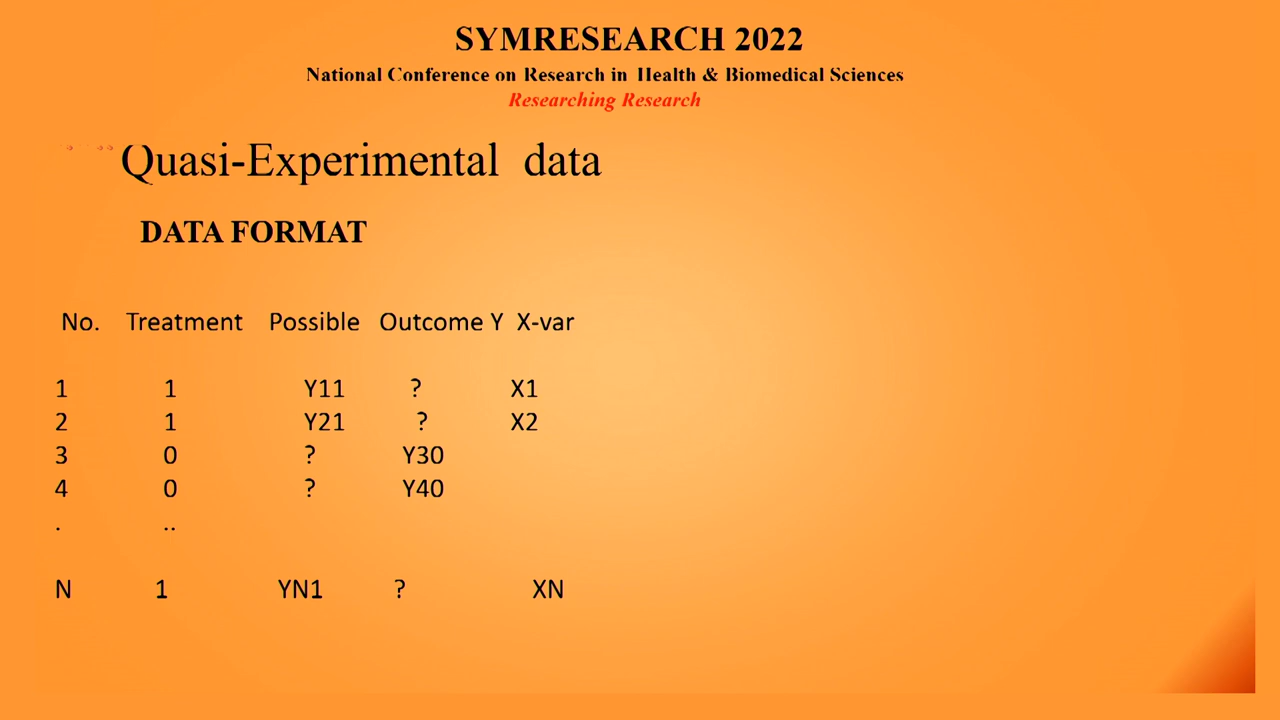 SYMRESEARCH 2022
National Conference on Research in Health & Biomedical Sciences
Researching Research
Quasi-Experimental data
DATA FORMAT
No. Treatment Possible Outcome Y X-var
1 1 Y11 ? X1
2 1 Y21 ? X2
3 0 ? Y30
4 0 ? Y40
. ..
N 1 YN1 ? XN